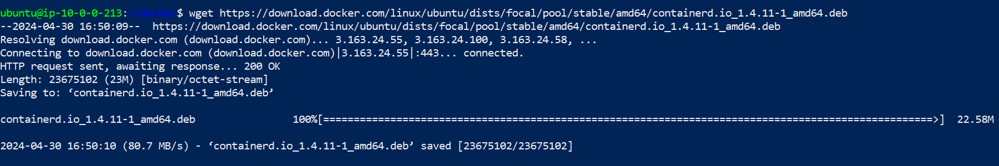 ubuntu@ip-10-0-0-213:~/docker$ wget https://download.docker.com/linux/ubuntu/dists/focal/pool/stable/amd64/containerd.io_1.4.11-1_amd64.deb
--2024-04-30 16:50:09--  https://download.docker.com/linux/ubuntu/dists/focal/pool/stable/amd64/containerd.io_1.4.11-1_amd64.deb
Resolving download.docker.com (download.docker.com)... 3.163.24.55, 3.163.24.100, 3.163.24.58, ...
Connecting to download.docker.com (download.docker.com)|3.163.24.55|:443... connected.
HTTP request sent, awaiting response... 200 OK
Length: 23675102 (23M) [binary/octet-stream]
Saving to: ‘containerd.io_1.4.11-1_amd64.deb’
containerd.io_1.4.11-1_amd64.deb                100%[====================================================================================================>]  22.58M
2024-04-30 16:50:10 (80.7 MB/s) - ‘containerd.io_1.4.11-1_amd64.deb’ saved [23675102/23675102]